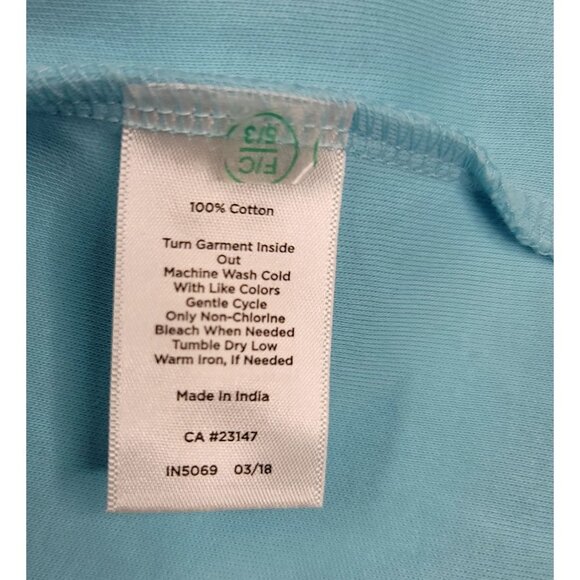 F/C
5/3
100% Cotton
Turn Garment Inside
Out
Machine Wash Cold
With Like Colors
Gentle Cycle
Only Non-Chlorine
Bleach When Needed
Tumble Dry Low
Warm Iron, If Needed
Made in India
CA #23147
IN5069 03/18